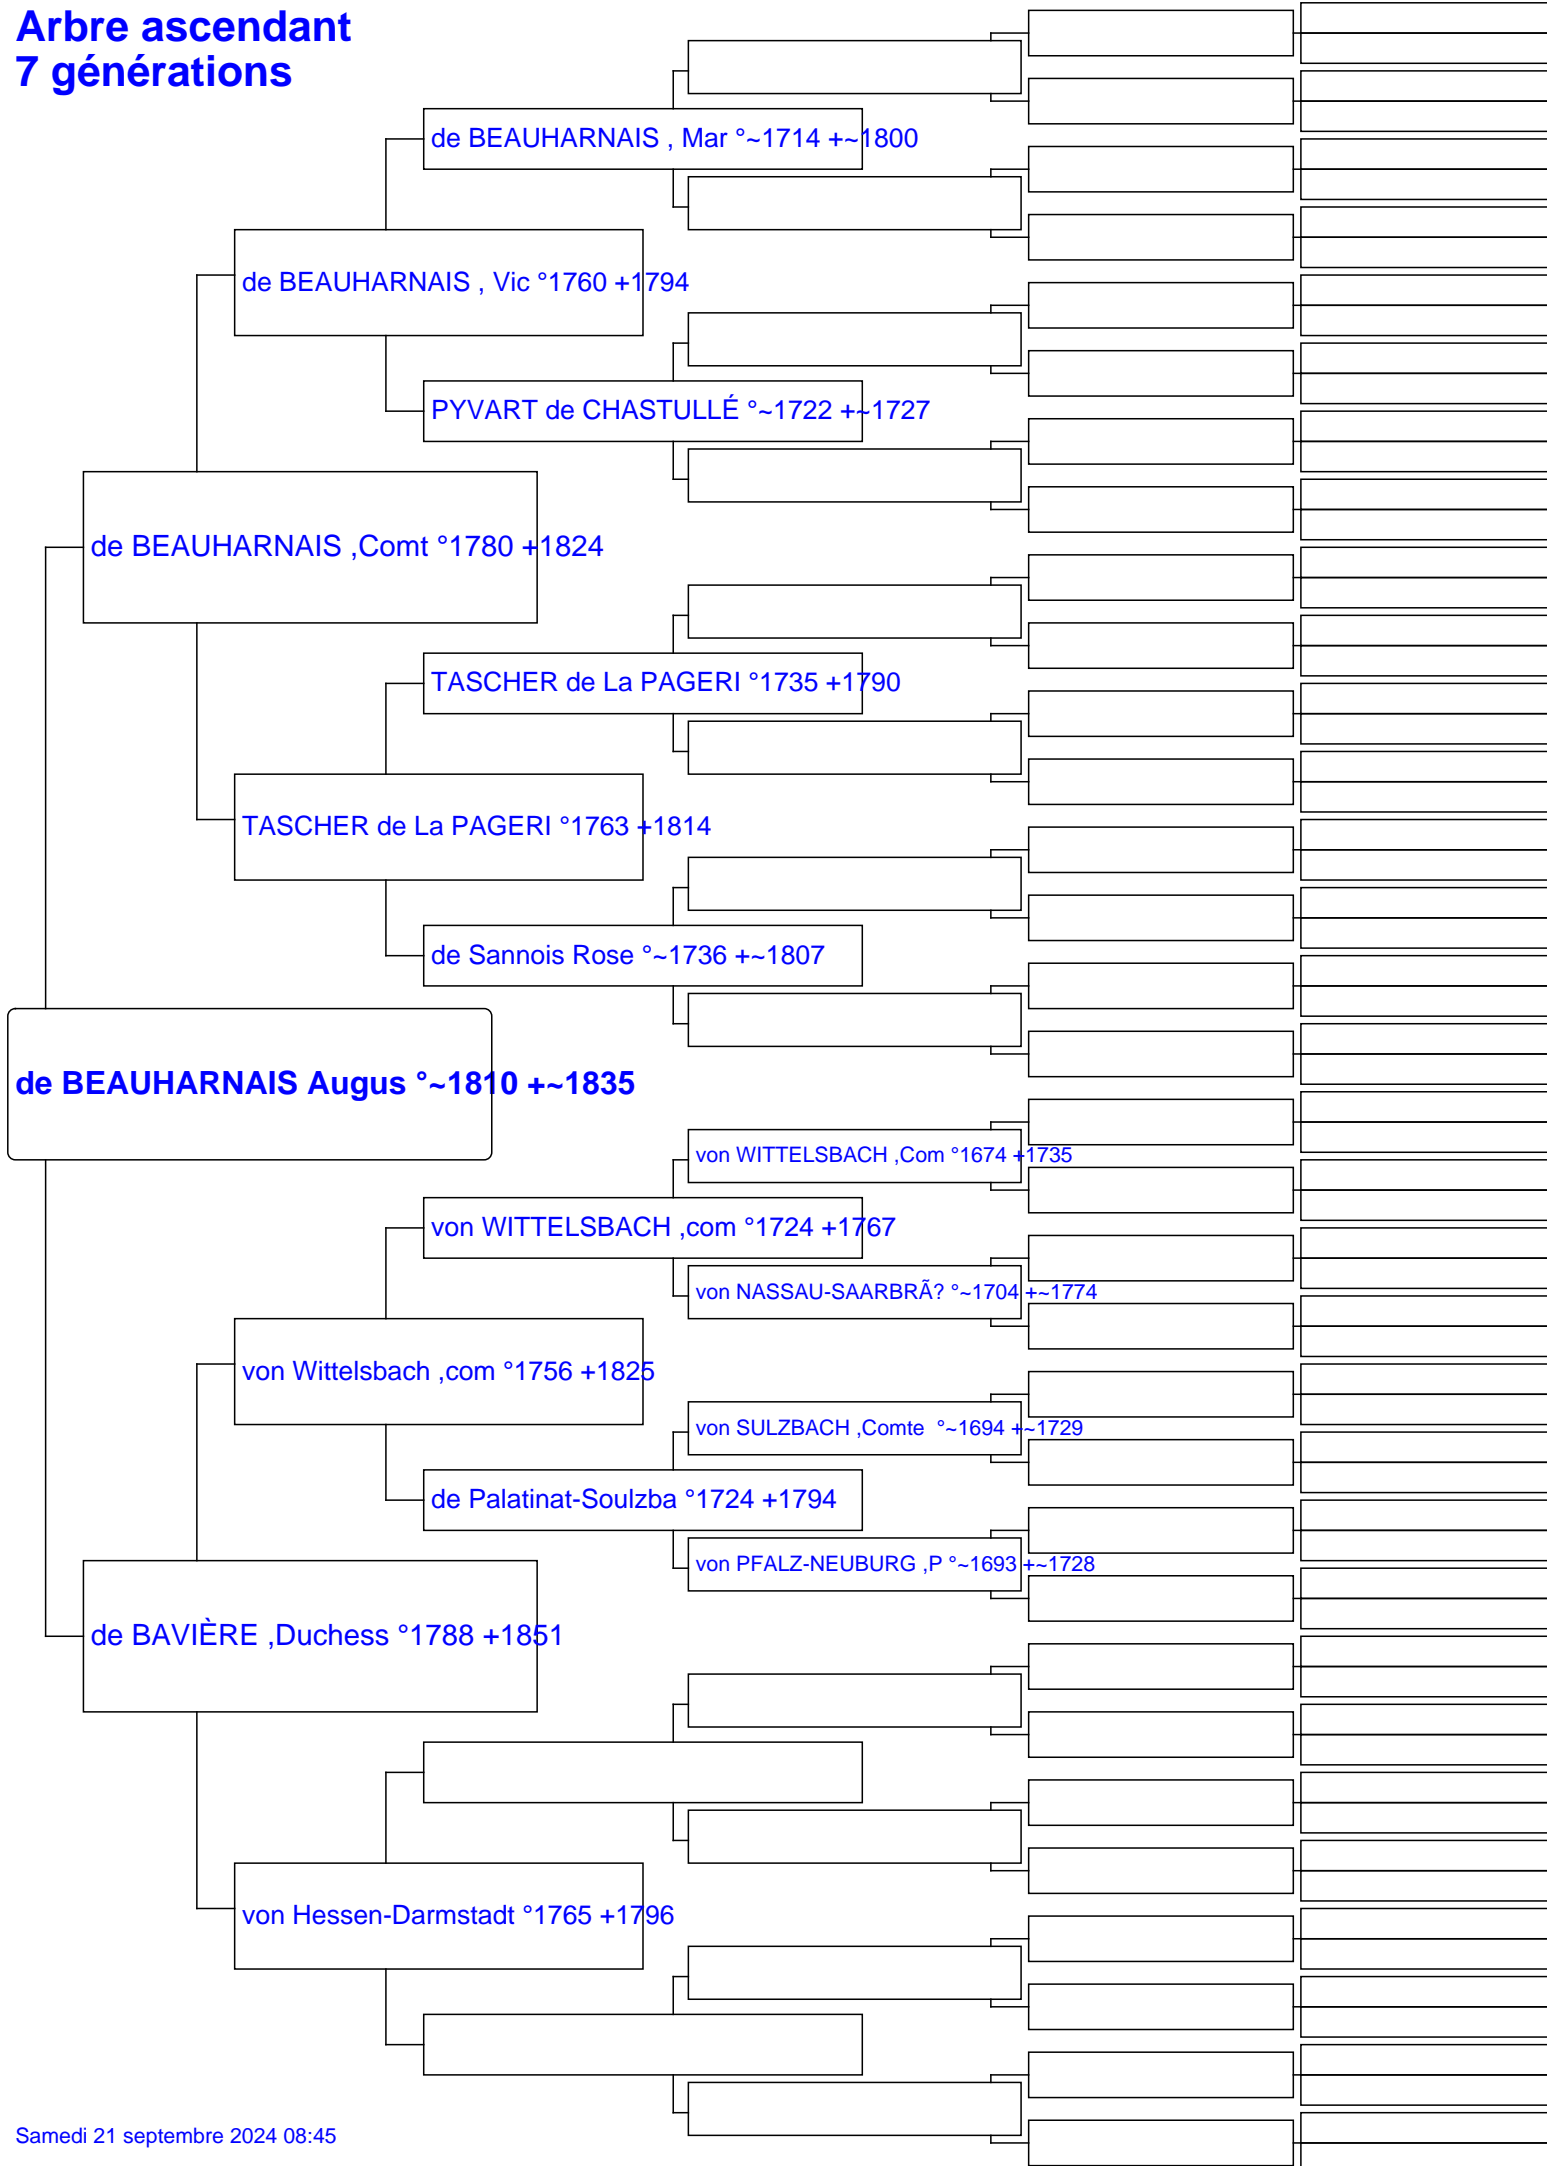 Arbre ascendant
7 générations
de BEAUHARNAIS , Mar °~1714 +~1800
de BEAUHARNAIS , Vic °1760 +1794
PYVART de CHASTULLÉ °~1722 +~1727
de BEAUHARNAIS ,Comt °1780 +1824
TASCHER de La PAGERI °1735 +1790
TASCHER de La PAGERI °1763 +1814
de Sannois Rose °~1736 +~1807
de BEAUHARNAIS Augus °~1810 +~1835
von WITTELSBACH ,Com °1674 +1735
von WITTELSBACH ,com °1724 +1767
von NASSAU-SAARBRÃ? °~1704 +~1774
von Wittelsbach ,com °1756 +1825
von SULZBACH ,Comte  °~1694 +~1729
de Palatinat-Soulzba °1724 +1794
von PFALZ-NEUBURG ,P °~1693 +~1728
de BAVIÈRE ,Duchess °1788 +1851
von Hessen-Darmstadt °1765 +1796
Samedi 21 septembre 2024 08:45